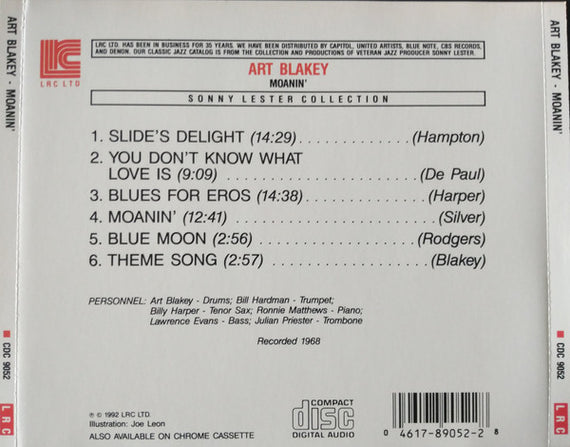 LRC LTD. HAS BEEN IN BUSINESS FOR 35 YEARS. WE HAVE BEEN DISTRIBUTED BY CAPITOL, UNITED ARTISTS, BLUE NOTE, CBS RECORDS,
AND DENON. OUR CLASSIC JAZZ CATALOG IS FROM THE COLLECTION AND PRODUCTIONS OF VETERAN JAZZ PRODUCER SONNY LESTER.
LRC
LRC LTD
ART BLAKEY
MOANIN'
SONNY LESTER COLLECTION
1. SLIDE'S DELIGHT (14:29) . . . . . . . . . . . . (Hampton)
2. YOU DON'T KNOW WHAT
LOVE IS (9:09) . . . . . . . . . . . . . . . . . . (De Paul)
3. BLUES FOR EROS (14:38) . . . . . . . . . . . . . (Harper)
4. MOANIN' (12:41) . . . . . . . . . . . . . . . . . (Silver)
5. BLUE MOON (2:56) . . . . . . . . . . . . . . . (Rodgers)
6. THEME SONG (2:57) . . . . . . . . . . . . . . . (Blakey)
PERSONNEL: Art Blakey - Drums; Bill Hardman - Trumpet;
Billy Harper - Tenor Sax; Ronnie Matthews - Piano;
Lawrence Evans - Bass; Julian Priester - Trombone
Recorded 1968
℗ © 1992 LRC LTD.
Illustration: Joe Leon
ALSO AVAILABLE ON CHROME CASSETTE
COMPACT
disc
DIGITAL AUDIO
0 4617-89052-2 8
ART BLAKEY - MOANIN'
CDC 9052
LRC
ART BLAKEY - MOANIN'
CDC 9052
LRC